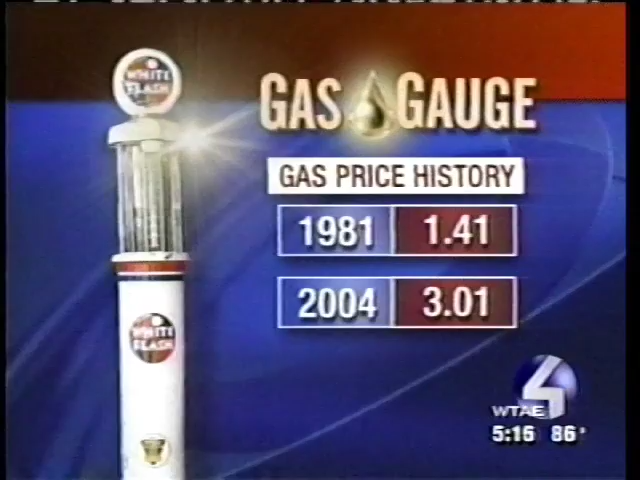 WHITE
FLASH
GAS GAUGE
GAS PRICE HISTORY
1981 1.41
2004 3.01
WHITE
FLASH
4
WTAE
5:16 86°